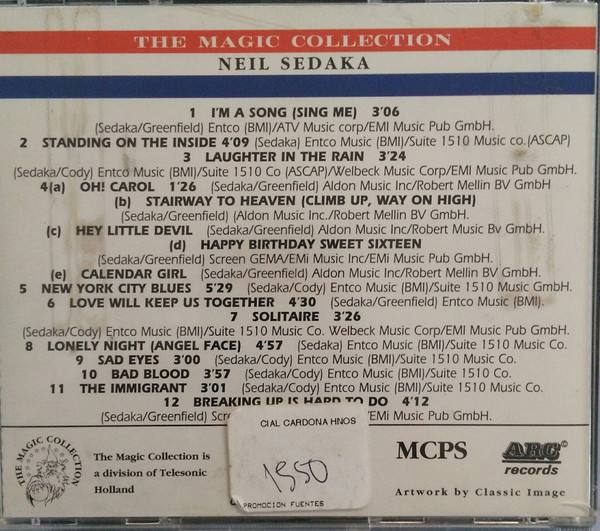 THE MAGIC COLLECTION
NEIL SEDAKA
1 I'M A SONG (SING ME) 3'06
(Sedaka/Greenfield) Entco (BMI)/ATV Music corp/EMI Music Pub GmbH.
2 STANDING ON THE INSIDE 4'09 (Sedaka) Entco Music (BMI)/Suite 1510 Music co.(ASCAP)
3 LAUGHTER IN THE RAIN 3'24
(Sedaka/Cody) Entco Music (BMI)/Suite 1510 Co (ASCAP)/Welbeck Music Corp/EMI Music Pub GmbH.
4(a) OH! CAROL 1'26 (Sedaka/Greenfield) Aldon Music Inc/Robert Mellin BV GmbH
(b) STAIRWAY TO HEAVEN (CLIMB UP, WAY ON HIGH)
(Sedaka/Greenfield) (Aldon Music Inc./Robert Mellin BV GmbH.
(c) HEY LITTLE DEVIL (Sedaka/Greenfield) Aldon Music Inc/Robert Music Bv GmbH.
(d) HAPPY BIRTHDAY SWEET SIXTEEN
(Sedaka/Greenfield) Screen GEMA/EMi Music Inc/EMi Music Pub GmbH.
(e) CALENDAR GIRL (Sedaka/Greenfield) Aldon Music Inc/Robert Mellin BV GmbH.
5 NEW YORK CITY BLUES 5'29 (Sedaka/Cody) Entco Music (BMI)/Suite 1510 Music GmbH.
6 LOVE WILL KEEP US TOGETHER 4'30 (Sedaka/Greenfield) Entco Music (BMI).
7 SOLITAIRE 3'26
(Sedaka/Cody) Entco Music (BMI)/Suite 1510 Music Co. Welbeck Music Corp/EMI Music Pub GmbH.
8 LONELY NIGHT (ANGEL FACE) 4'57 (Sedaka) Entco Music (BMI)/Suite 1510 Music Co.
9 SAD EYES 3'00 (Sedaka/Cody) Entco Music (BMI)/Suite 1510 Music Co.
10 BAD BLOOD 3'57 (Sedaka/Cody) Entco Music (BMI)/Suite 1510 Music Co.
11 THE IMMIGRANT 3'01 (Sedaka/Cody) Entco Music (BMI)/Suite 1510 Music Co.
12 BREAKING UP IS HARD TO DO 4'12
(Sedaka/Greenfield) /EMi Music Pub GmbH.
CIAL CARDONA HNOS
1950
PROMOCION FUENTES
THE MAGIC COLLECTION
The Magic Collection is
a division of Telesonic
Holland
MCPS
ARC©
records
Artwork by Classic Image